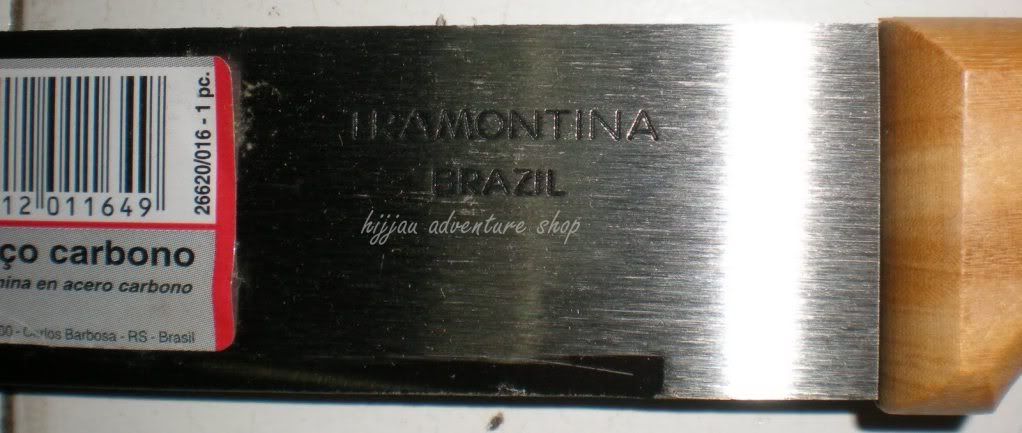 26620/016 - 1 pc.
12 011649
ço carbono
mina en acero carbono
00 - Carlos Barbosa - RS - Brasil
TRAMONTINA
BRAZIL
hijjau adventure shop